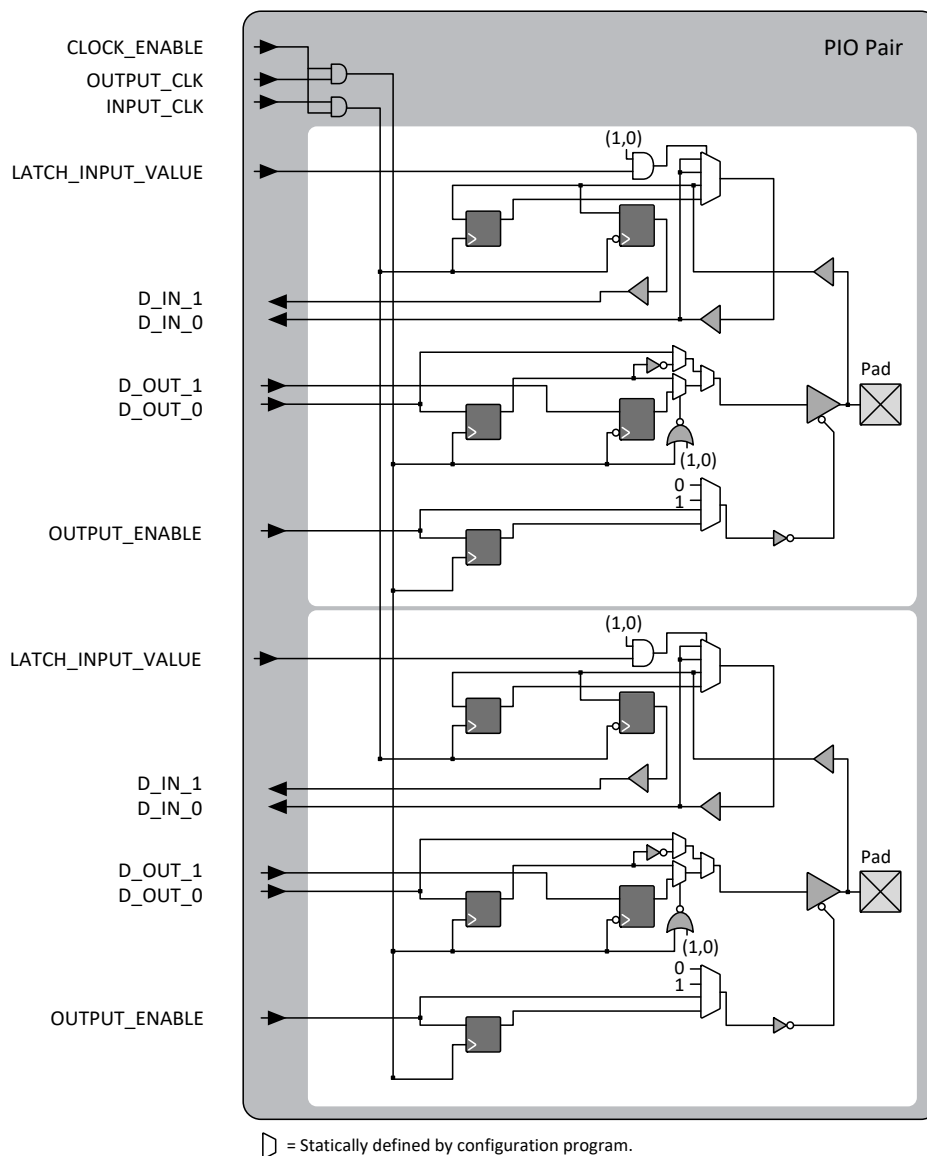 PIO Pair
CLOCK_ENABLE
OUTPUT_CLK
INPUT_CLK
(1,0)
LATCH_INPUT_VALUE
D_IN_1
D_IN_0
Pad
D_OUT_1
D_OUT_0
(1,0)
0
1
OUTPUT_ENABLE
(1,0)
LATCH_INPUT_VALUE
D_IN_1
D_IN_0
Pad
D_OUT_1
D_OUT_0
(1,0)
0
1
OUTPUT_ENABLE
= Statically defined by configuration program.